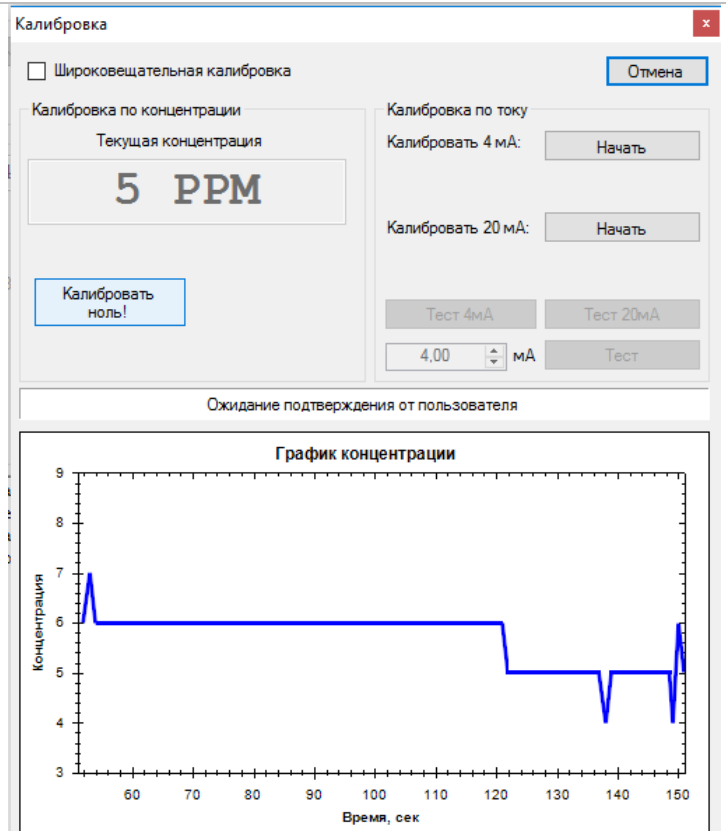 Калибровка
x
Широковещательная калибровка
Отмена
Калибровка по концентрации
Текущая концентрация
5 PPM
Калибровать
ноль!
Калибровка по току
Калибровать 4 мА:
Начать
Калибровать 20 мА:
Начать
Тест 4мА
Тест 20мА
4,00
мА
Тест
Ожидание подтверждения от пользователя
График концентрации
Концентрация
9
8
7
6
5
4
3
60 70 80 90 100 110 120 130 140 150
Время, сек